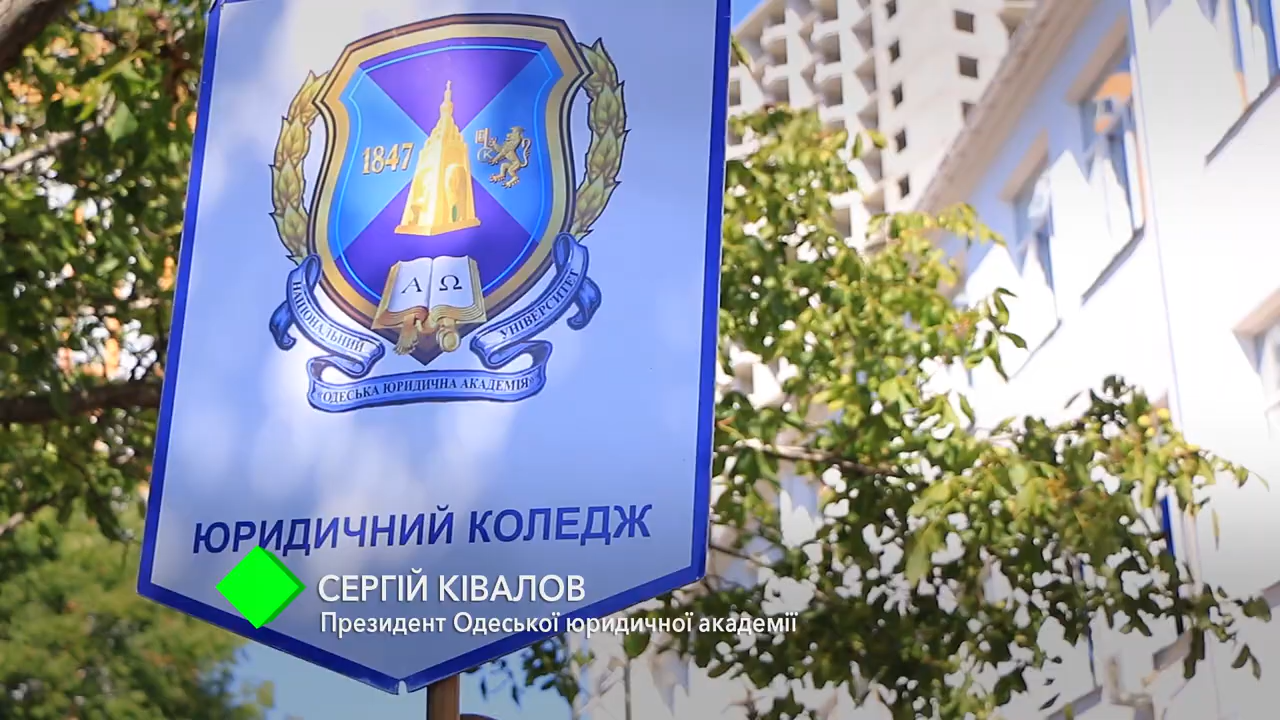 1847
Α Ω
НАЦІОНАЛЬНИЙ УНІВЕРСИТЕТ
"ОДЕСЬКА ЮРИДИЧНА АКАДЕМІЯ"
ЮРИДИЧНИЙ КОЛЕДЖ
СЕРГІЙ КІВАЛОВ
Президент Одеської юридичної академії